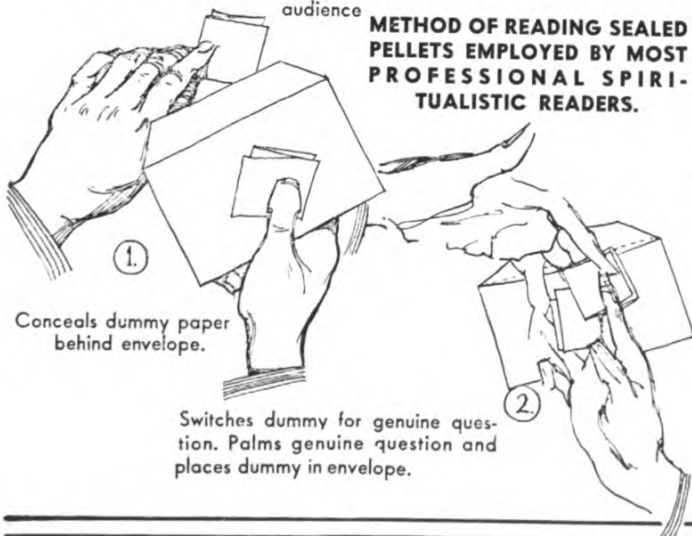 audience
METHOD OF READING SEALED
PELLETS EMPLOYED BY MOST
PROFESSIONAL SPIRI-
TUALISTIC READERS.
1.
Conceals dummy paper
behind envelope.
2.
Switches dummy for genuine ques-
tion. Palms genuine question and
places dummy in envelope.